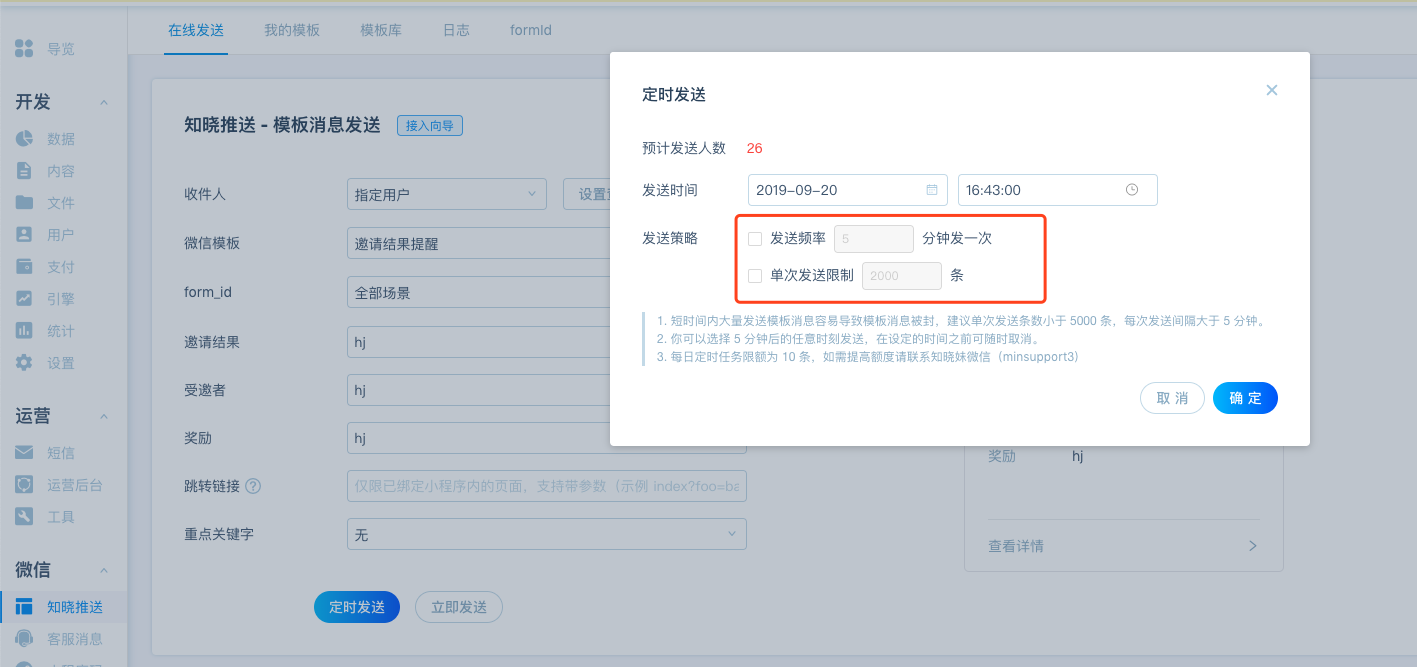 在线发送
我的模板
模板库
日志
formId
导览
开发
数据
内容
文件
用户
支付
引擎
统计
设置
运营
短信
运营后台
工具
微信
知晓推送
客服消息
知晓推送 - 模板消息发送
接入向导
收件人
指定用户
微信模板
邀请结果提醒
form_id
全部场景
邀请结果
hj
受邀者
hj
奖励
hj
跳转链接
仅限已绑定小程序内的页面，支持带参数（示例 index?foo=ba
重点关键字
无
定时发送
立即发送
定时发送
预计发送人数 26
发送时间
2019-09-20
16:43:00
发送策略
发送频率 5 分钟发一次
单次发送限制 2000 条
1. 短时间内大量发送模板消息容易导致模板消息被封，建议单次发送条数小于 5000 条，每次发送间隔大于 5 分钟。
2. 你可以选择 5 分钟后的任意时刻发送，在设定的时间之前可随时取消。
3. 每日定时任务限额为 10 条，如需提高额度请联系知晓妹微信（minsupport3）
取 消
确 定
奖励
hj
查看详情